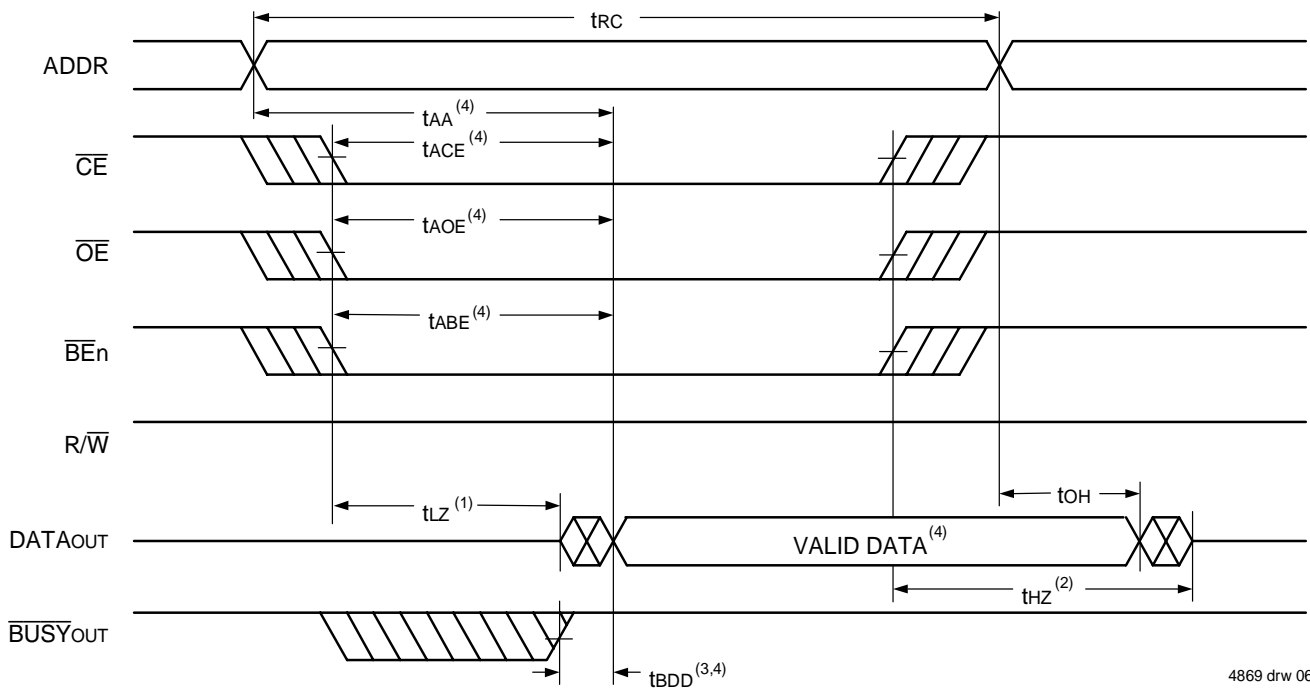 tRC
ADDR
tAA(4)
CE
tACE(4)
OE
tAOE(4)
BEn
tABE(4)
R/W
tLZ(1)
tOH
DATAOUT
VALID DATA(4)
tHZ(2)
BUSYOUT
tBDD(3,4)
4869 drw 06